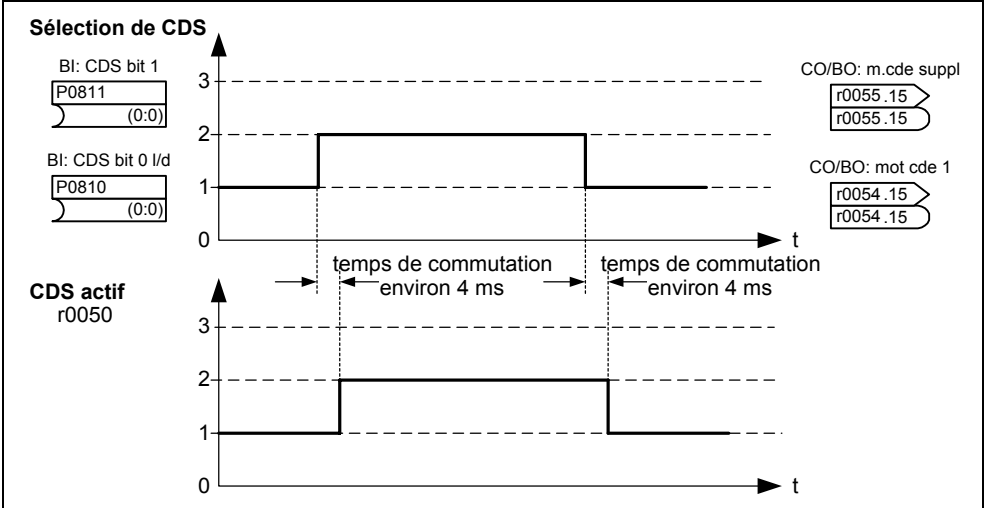 Sélection de CDS
BI: CDS bit 1
P0811
(0:0)
BI: CDS bit 0 l/d
P0810
(0:0)
3
2
1
0
t
CO/BO: m.cde suppl
r0055 .15
r0055 .15
CO/BO: mot cde 1
r0054 .15
r0054 .15
temps de commutation
environ 4 ms
temps de commutation
environ 4 ms
CDS actif
r0050
3
2
1
0
t